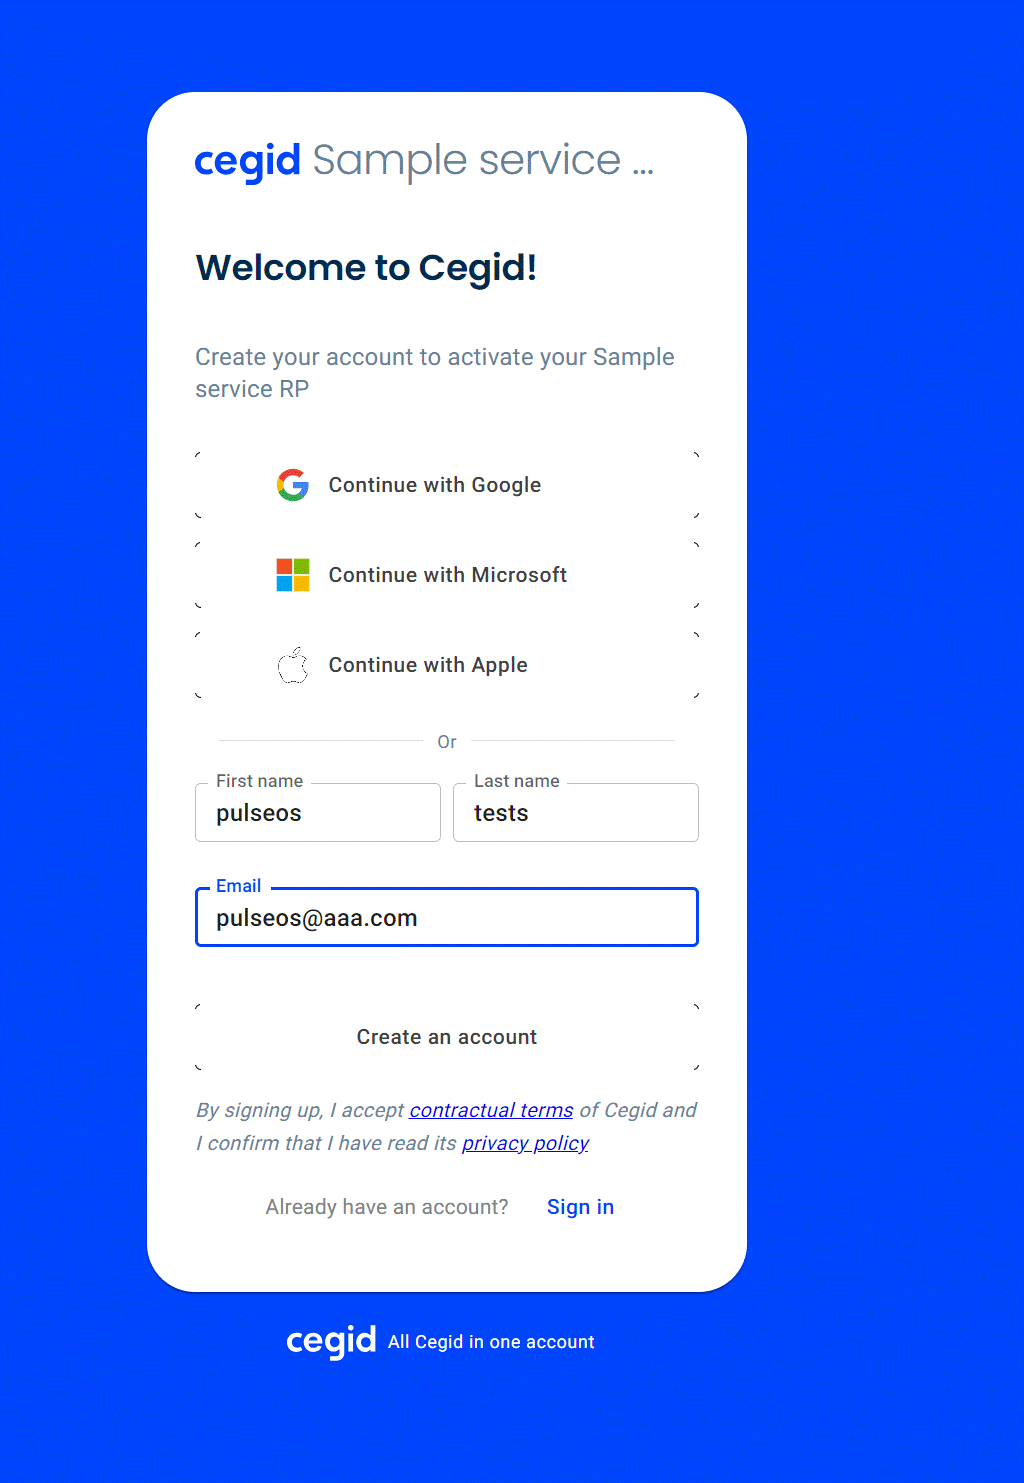 cegid Sample service ...
Welcome to Cegid!
Create your account to activate your Sample
service RP
Continue with Google
Continue with Microsoft
Continue with Apple
Or
First name
pulseos
Last name
tests
Email
pulseos@aaa.com
Create an account
By signing up, I accept contractual terms of Cegid and
I confirm that I have read its privacy policy
Already have an account? Sign in
cegid All Cegid in one account